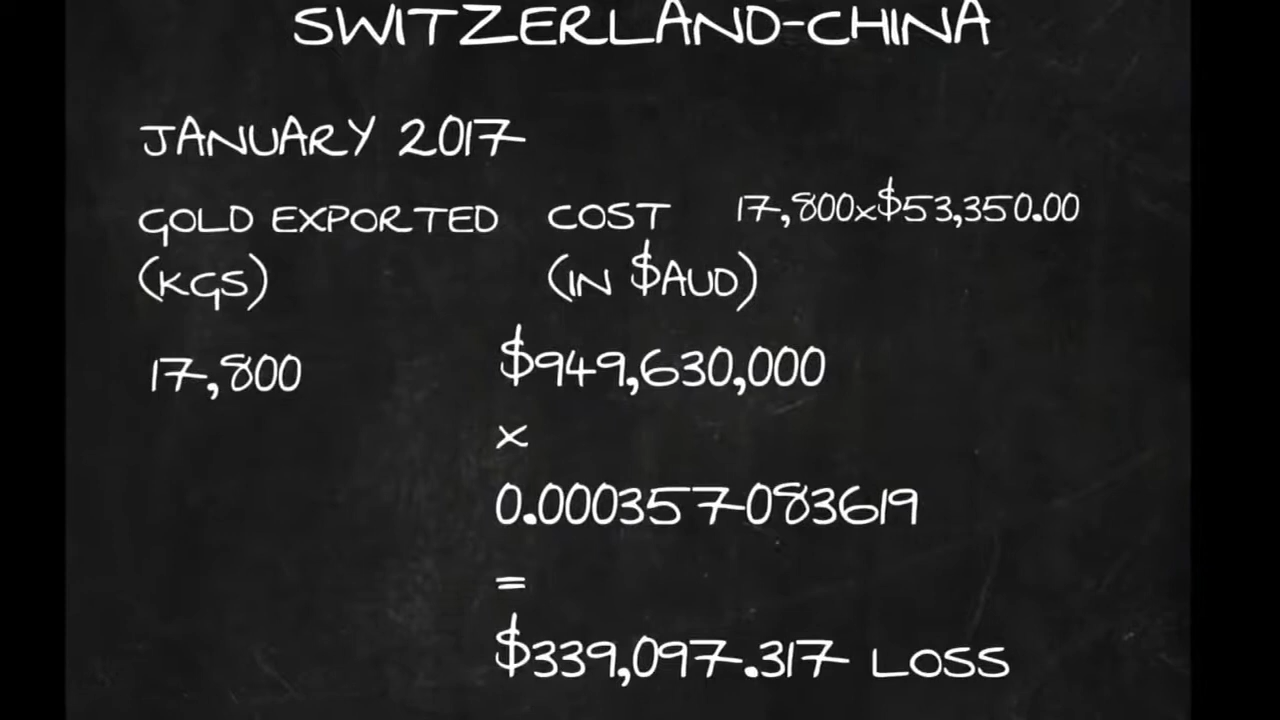 SWITZERLAND-CHINA
JANUARY 2017
GOLD EXPORTED COST 17,800x$53,350.00
(KGS) (IN $AUD)
17,800 $949,630,000
x
0.000357083619
=
$339,097.317 LOSS